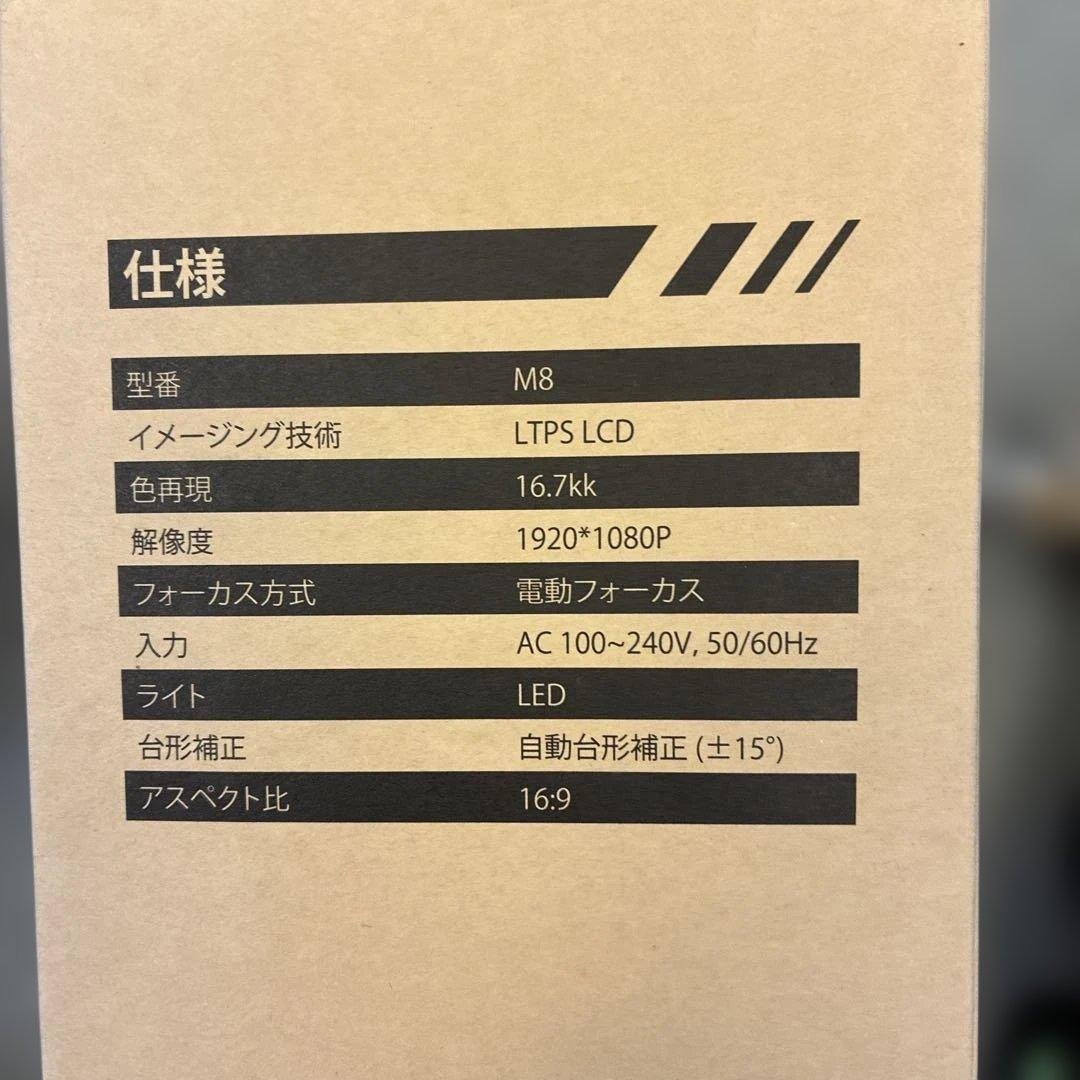 仕様
型番 M8
イメージング技術 LTPS LCD
色再現 16.7kk
解像度 1920*1080P
フォーカス方式 電動フォーカス
入力 AC 100~240V, 50/60Hz
ライト LED
台形補正 自動台形補正 (±15°)
アスペクト比 16:9